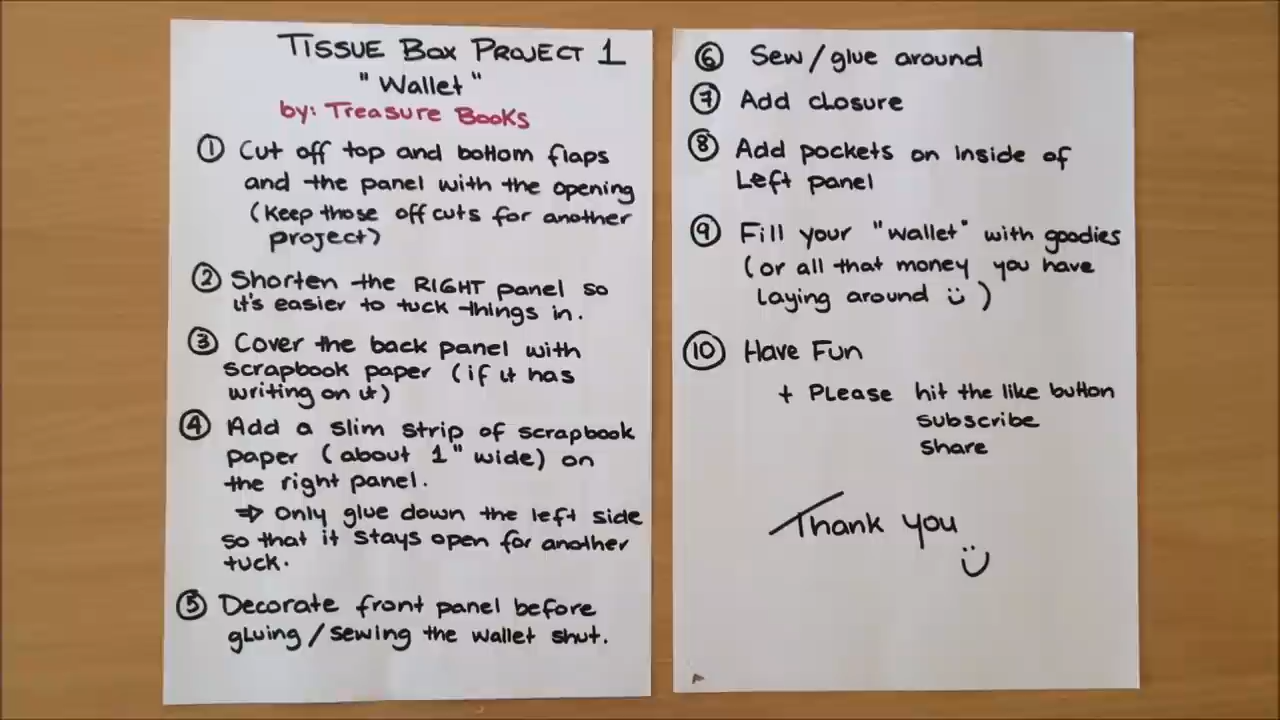 TISSUE BOX PROJECT 1
"Wallet"
by: Treasure Books
① Cut off top and bottom flaps
and the panel with the opening
(keep those off cuts for another
project)
② Shorten the RIGHT panel so
it's easier to tuck things in.
③ Cover the back panel with
scrapbook paper (if it has
writing on it)
④ Add a slim strip of scrapbook
paper (about 1" wide) on
the right panel.
⇒ Only glue down the left side
so that it stays open for another
tuck.
⑤ Decorate front panel before
gluing/sewing the wallet shut.
⑥ Sew/glue around
⑦ Add closure
⑧ Add pockets on inside of
Left panel
⑨ Fill your "wallet" with goodies
(or all that money you have
laying around ü)
⑩ Have Fun
+ Please hit the like button
subscribe
share
Thank you
ü